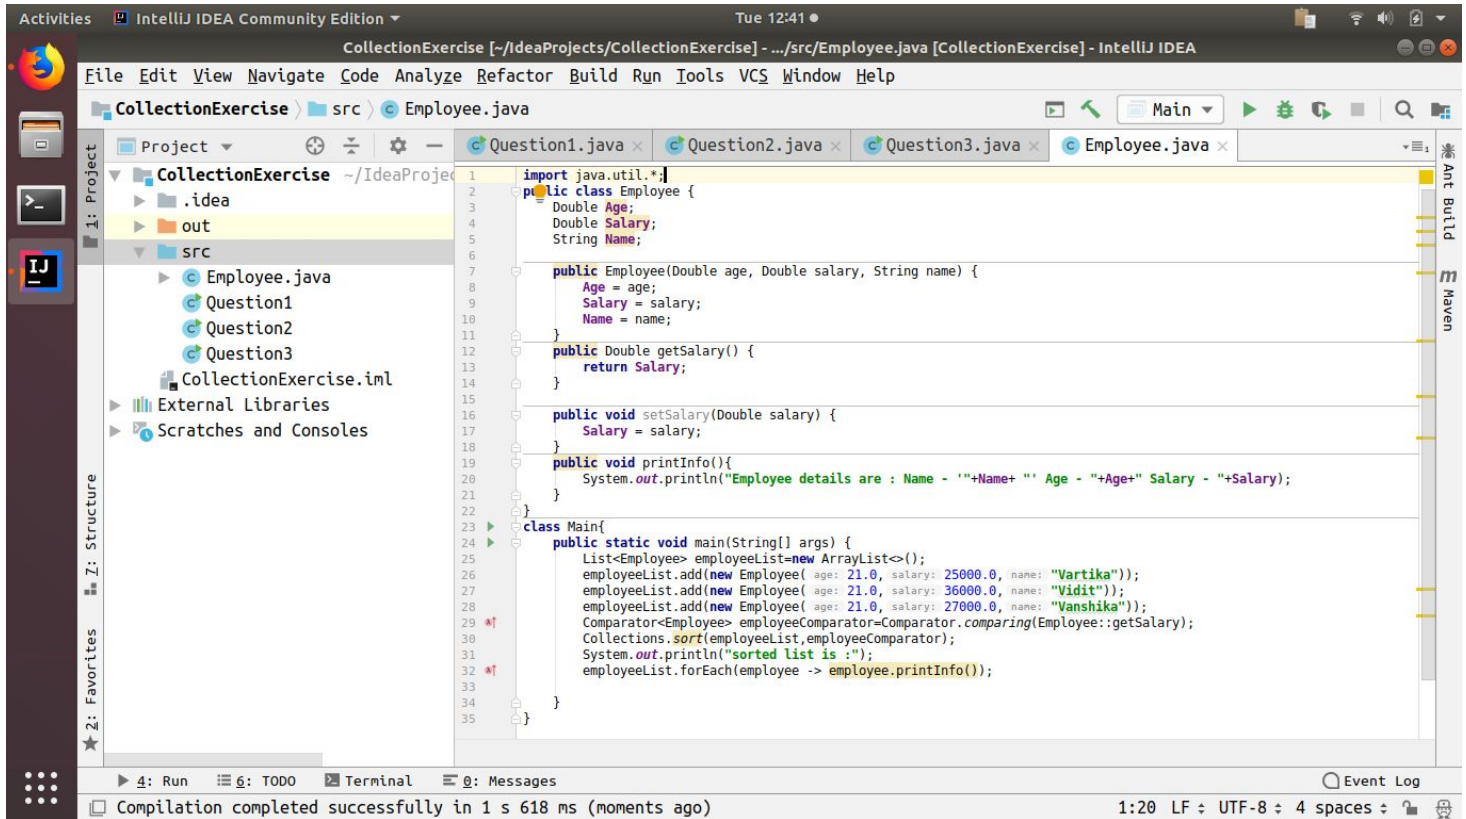 Activities IntelliJ IDEA Community Edition Tue 12:41
CollectionExercise [~/IdeaProjects/CollectionExercise] - .../src/Employee.java [CollectionExercise] - IntelliJ IDEA
File Edit View Navigate Code Analyze Refactor Build Run Tools VCS Window Help
CollectionExercise src Employee.java Main
Project Question1.java Question2.java Question3.java Employee.java
1: Project
CollectionExercise ~/IdeaProjec
.idea
out
src
Employee.java
Question1
Question2
Question3
CollectionExercise.iml
External Libraries
Scratches and Consoles
Z: Structure
2: Favorites
1 import java.util.*;
2 public class Employee {
3 Double Age;
4 Double Salary;
5 String Name;
6
7 public Employee(Double age, Double salary, String name) {
8 Age = age;
9 Salary = salary;
10 Name = name;
11 }
12 public Double getSalary() {
13 return Salary;
14 }
15
16 public void setSalary(Double salary) {
17 Salary = salary;
18 }
19 public void printInfo(){
20 System.out.println("Employee details are : Name - '"+Name+ "' Age - "+Age+" Salary - "+Salary);
21 }
22 }
23 class Main{
24 public static void main(String[] args) {
25 List<Employee> employeeList=new ArrayList<>();
26 employeeList.add(new Employee( age: 21.0, salary: 25000.0, name: "Vartika"));
27 employeeList.add(new Employee( age: 21.0, salary: 36000.0, name: "Vidit"));
28 employeeList.add(new Employee( age: 21.0, salary: 27000.0, name: "Vanshika"));
29 Comparator<Employee> employeeComparator=Comparator.comparing(Employee::getSalary);
30 Collections.sort(employeeList,employeeComparator);
31 System.out.println("sorted list is :");
32 employeeList.forEach(employee -> employee.printInfo());
33
34 }
35 }
Ant Build
m Maven
4: Run 6: TODO Terminal 0: Messages Event Log
Compilation completed successfully in 1 s 618 ms (moments ago) 1:20 LF UTF-8 4 spaces